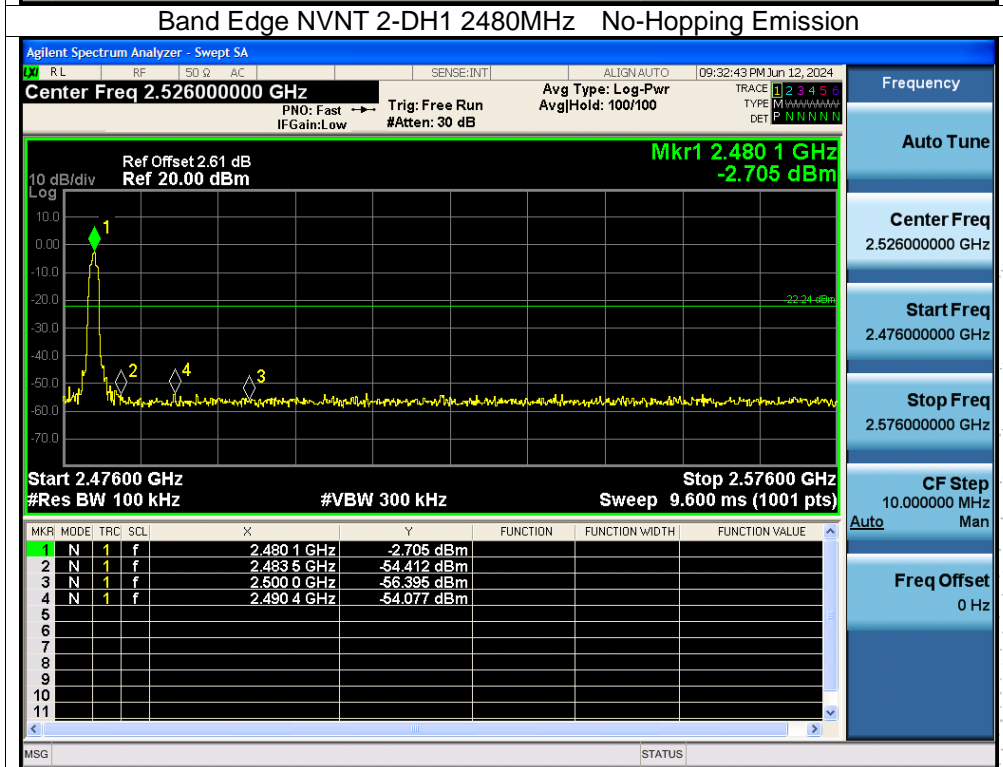 Band Edge NVNT 2-DH1 2480MHz No-Hopping Emission
Agilent Spectrum Analyzer - Swept SA
LXI RL RF 50 Ω AC SENSE:INT ALIGN AUTO 09:32:43 PM Jun 12, 2024
Center Freq 2.526000000 GHz
PNO: Fast
IFGain:Low
Trig: Free Run
#Atten: 30 dB
Avg Type: Log-Pwr
Avg|Hold: 100/100
TRACE 1 2 3 4 5 6
TYPE M WWWWW
DET P N N N N N
Frequency
Auto Tune
Center Freq
2.526000000 GHz
Start Freq
2.476000000 GHz
Stop Freq
2.576000000 GHz
CF Step
10.000000 MHz
Auto Man
Freq Offset
0 Hz
Mkr1 2.480 1 GHz
-2.705 dBm
Ref Offset 2.61 dB
10 dB/div Ref 20.00 dBm
Log
10.0
0.00
-10.0
-20.0
-30.0
-40.0
-50.0
-60.0
-70.0
1
2
4
3
-22.24 dBm
Start 2.47600 GHz Stop 2.57600 GHz
#Res BW 100 kHz #VBW 300 kHz Sweep 9.600 ms (1001 pts)
MKR MODE TRC SCL X Y FUNCTION FUNCTION WIDTH FUNCTION VALUE
1 N 1 f 2.480 1 GHz -2.705 dBm
2 N 1 f 2.483 5 GHz -54.412 dBm
3 N 1 f 2.500 0 GHz -56.395 dBm
4 N 1 f 2.490 4 GHz -54.077 dBm
5
6
7
8
9
10
11
MSG STATUS